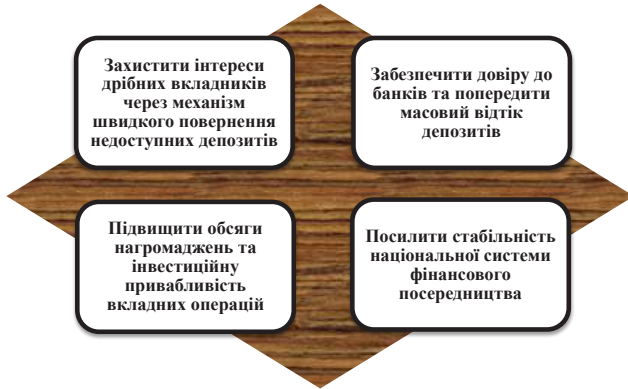 Захистити інтереси
дрібних вкладників
через механізм
швидкого повернення
недоступних депозитів
Забезпечити довіру до
банків та попередити
масовий відтік
депозитів
Підвищити обсяги
нагромаджень та
інвестиційну
привабливість
вкладних операцій
Посилити стабільність
національної системи
фінансового
посередництва